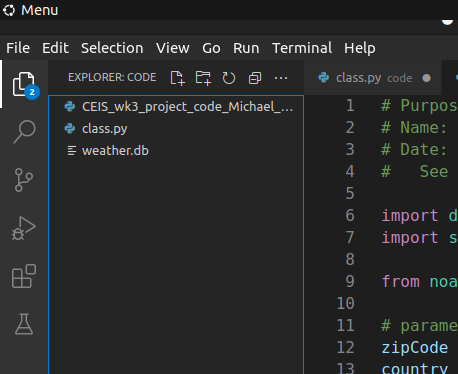 Menu
File Edit Selection View Go Run Terminal Help
EXPLORER: CODE
class.py code
2
CEIS_wk3_project_code_Michael_...
class.py
weather.db
1 # Purpos
2 # Name:
3 # Date:
4 # See
5
6 import d
7 import s
8
9 from noa
10
11 # parame
12 zipCode
13 country